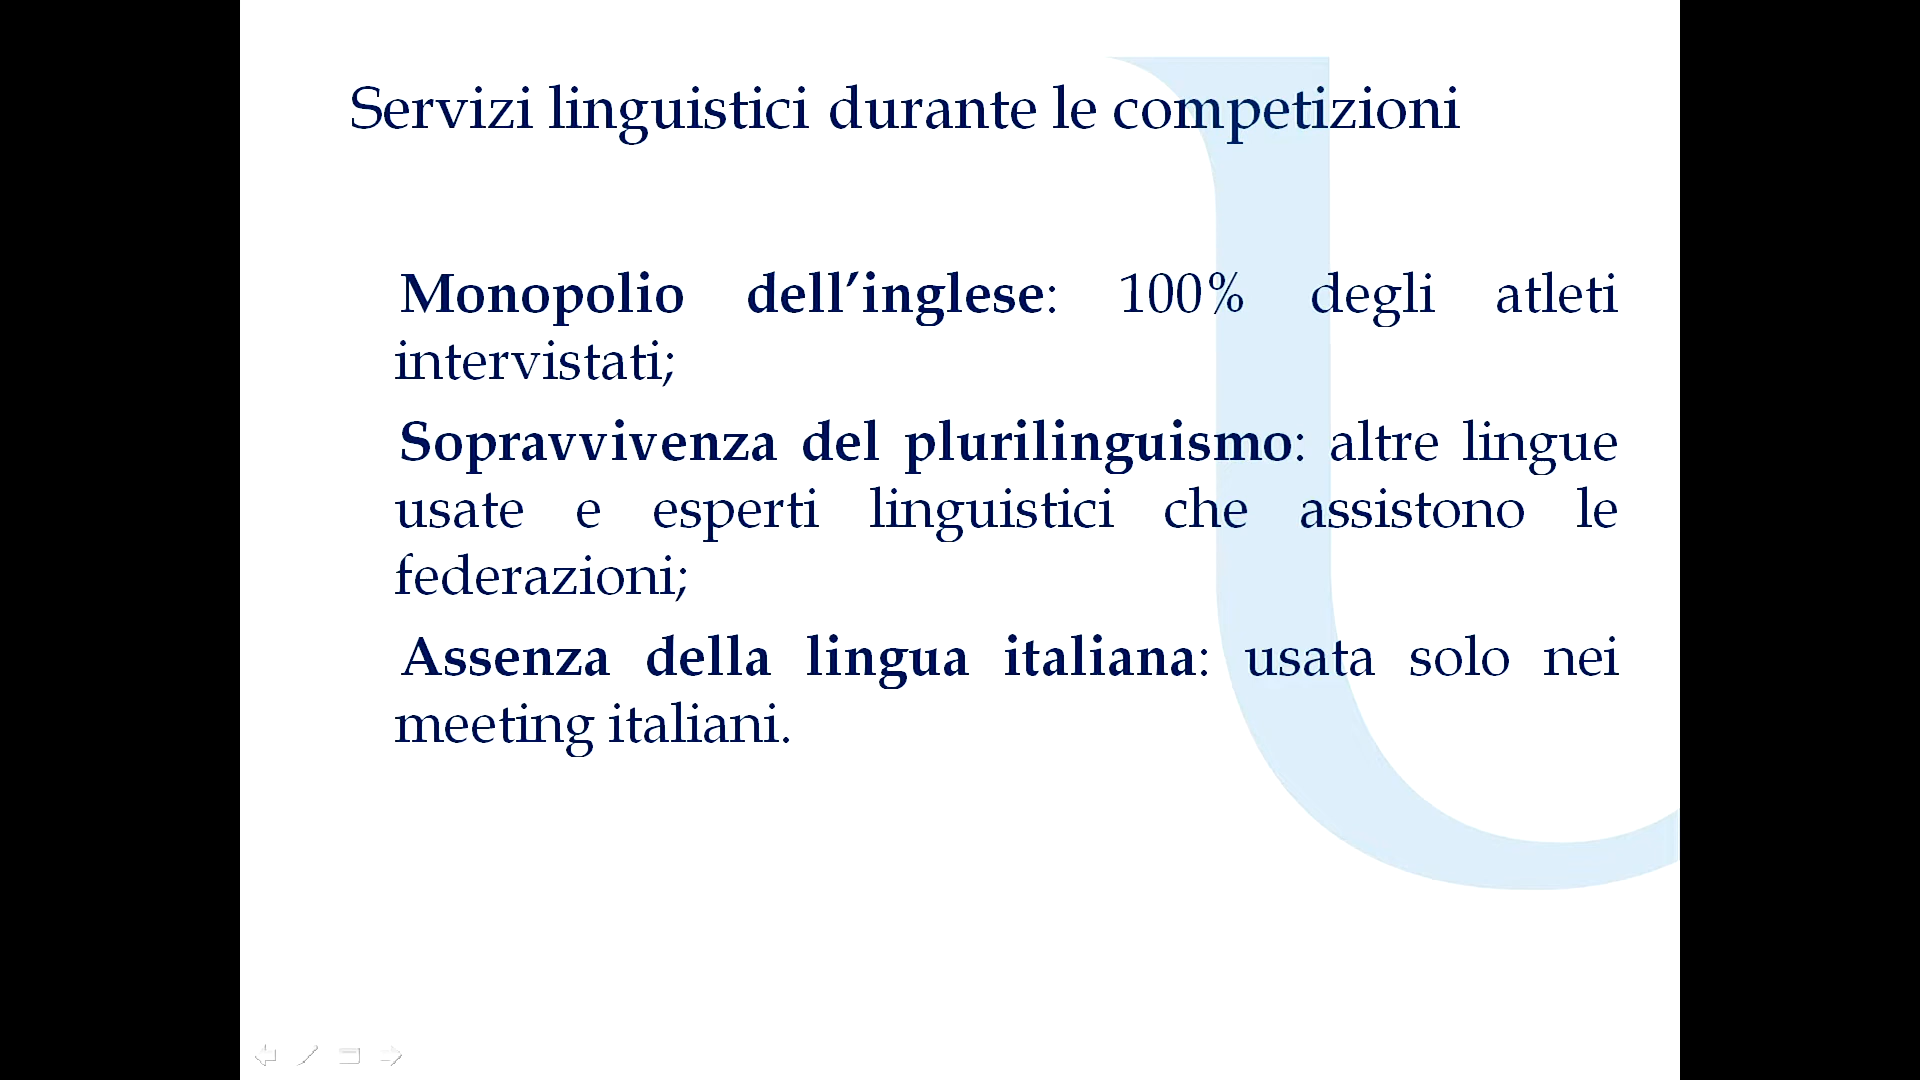 Servizi linguistici durante le competizioni
Monopolio dell’inglese: 100% degli atleti
intervistati;
Sopravvivenza del plurilinguismo: altre lingue
usate e esperti linguistici che assistono le
federazioni;
Assenza della lingua italiana: usata solo nei
meeting italiani.